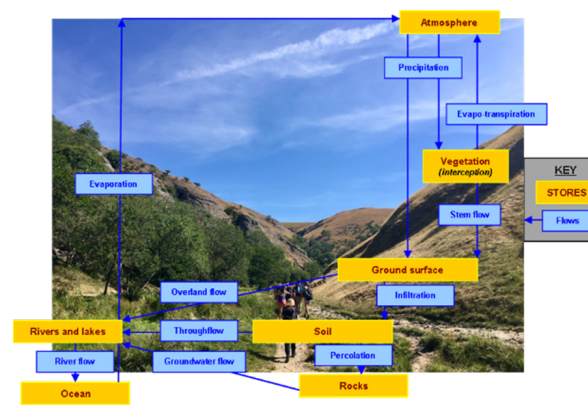 Atmosphere
Precipitation
Evapo-transpiration
Vegetation
(interception)
KEY
STORES
Flows
Evaporation
Stem flow
Ground surface
Overland flow
Infiltration
Rivers and lakes
Throughflow
Soil
River flow
Groundwater flow
Percolation
Ocean
Rocks